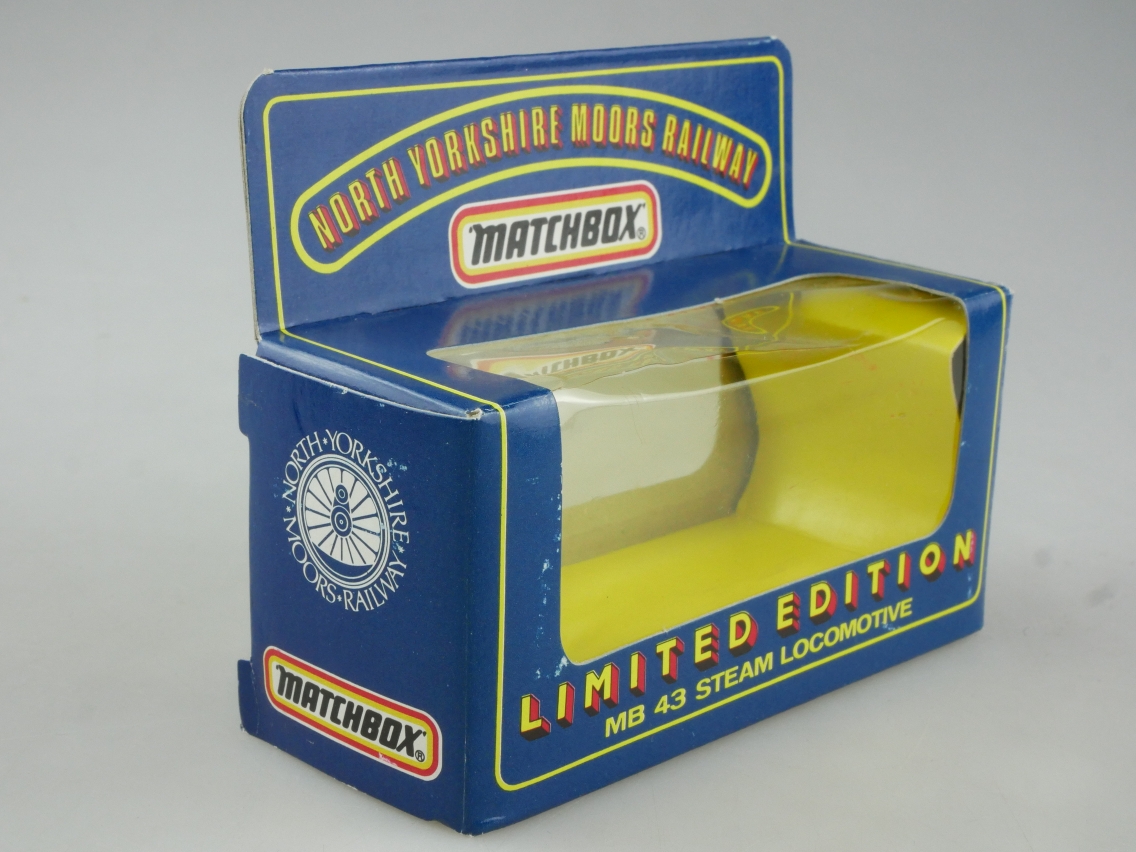 NORTH YORKSHIRE MOORS RAILWAY
"MATCHBOX"®
NORTH★YORKSHIRE★MOORS★RAILWAY★
"MATCHBOX"®
LIMITED EDITION
MB 43 STEAM LOCOMOTIVE